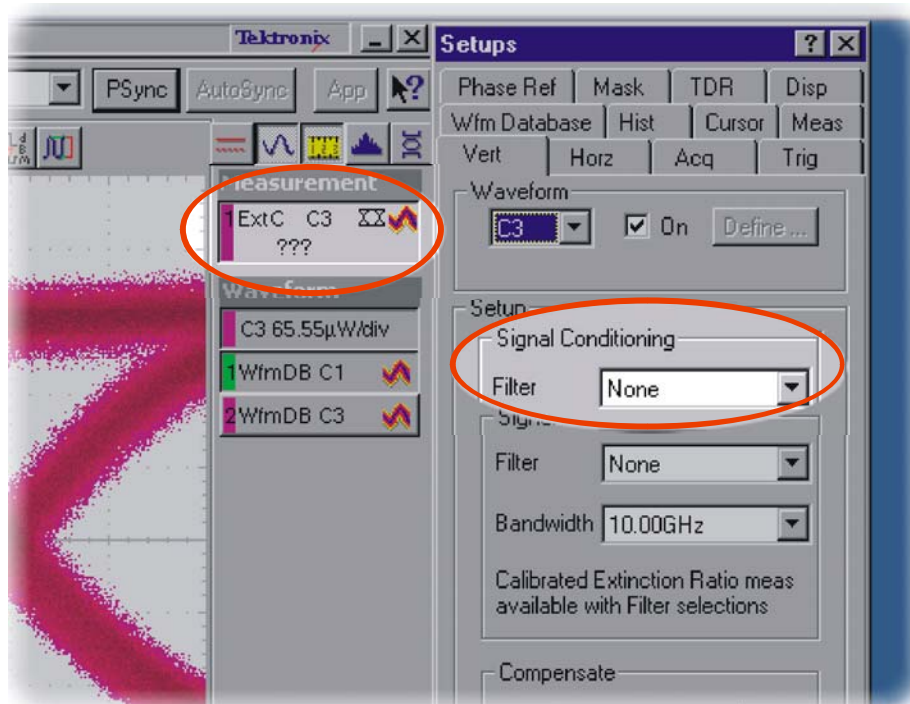 Tektronix
PSync AutoSync App
Measurement
1 ExtC C3
???
Waveform
C3 65.55µW/div
1 WfmDB C1
2 WfmDB C3
Setups
Phase Ref Mask TDR Disp
Wfm Database Hist Cursor Meas
Vert Horz Acq Trig
Waveform
C3 On Define ...
Setup
Signal Conditioning
Filter None
Filter None
Bandwidth 10.00GHz
Calibrated Extinction Ratio meas
available with Filter selections
Compensate